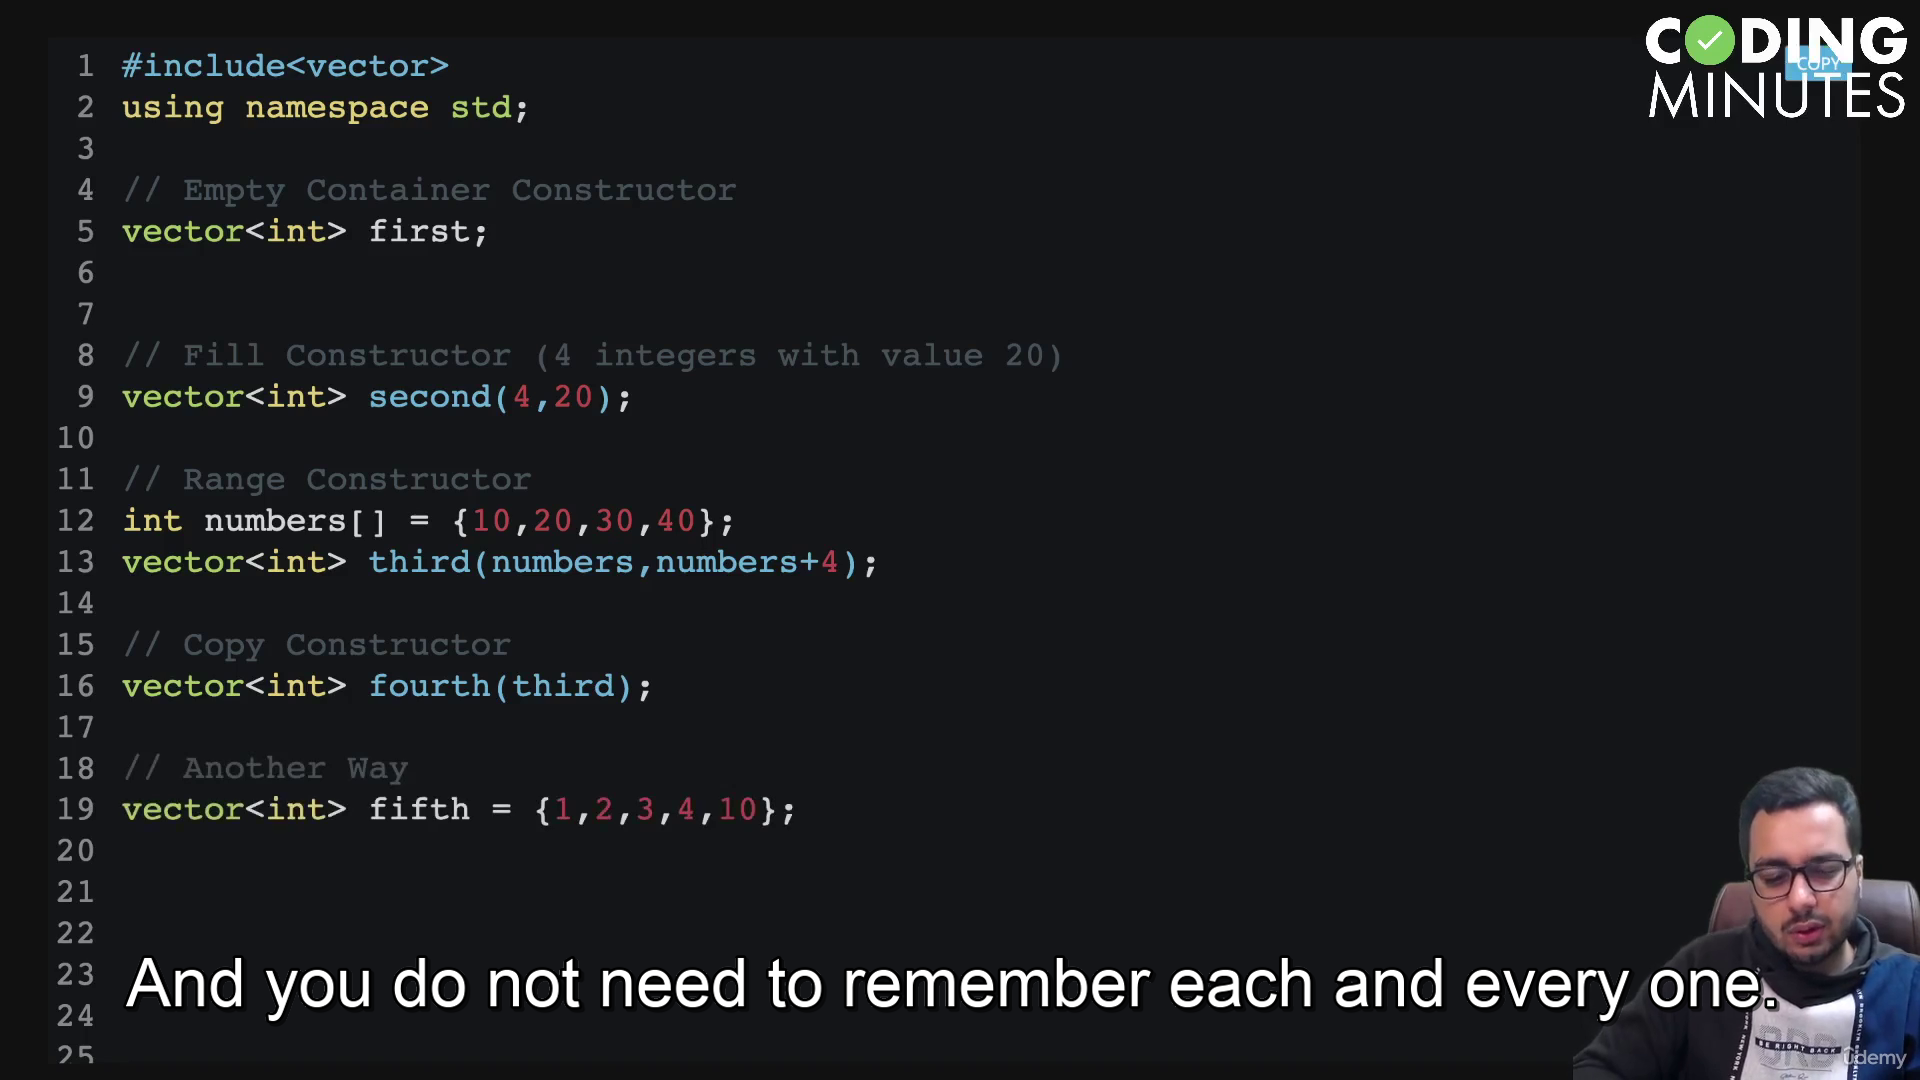 CODING
MINUTES
COPY
1 #include<vector>
2 using namespace std;
3
4 // Empty Container Constructor
5 vector<int> first;
6
7
8 // Fill Constructor (4 integers with value 20)
9 vector<int> second(4,20);
10
11 // Range Constructor
12 int numbers[] = {10,20,30,40};
13 vector<int> third(numbers,numbers+4);
14
15 // Copy Constructor
16 vector<int> fourth(third);
17
18 // Another Way
19 vector<int> fifth = {1,2,3,4,10};
20
21
22
23
24
25
And you do not need to remember each and every one.
BE RIGHT BACK
ûdemy